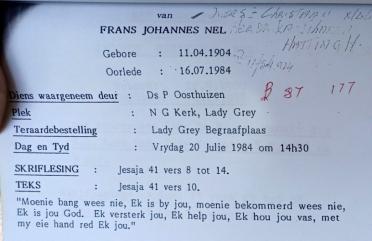 van
FRANS JOHANNES NEL
Gebore : 11.04.1904
Oorlede : 16.07.1984
Diens waargeneem deur : Ds P Oosthuizen
B 87 177
Plek : N G Kerk, Lady Grey
Teraardebestelling : Lady Grey Begraafplaas
Dag en Tyd : Vrydag 20 Julie 1984 om 14h30
SKRIFLESING : Jesaja 41 vers 8 tot 14.
TEKS : Jesaja 41 vers 10.
"Moenie bang wees nie, Ek is by jou, moenie bekommerd wees nie,
Ek is jou God. Ek versterk jou, Ek help jou, Ek hou jou vas, met
my eie hand red Ek jou."